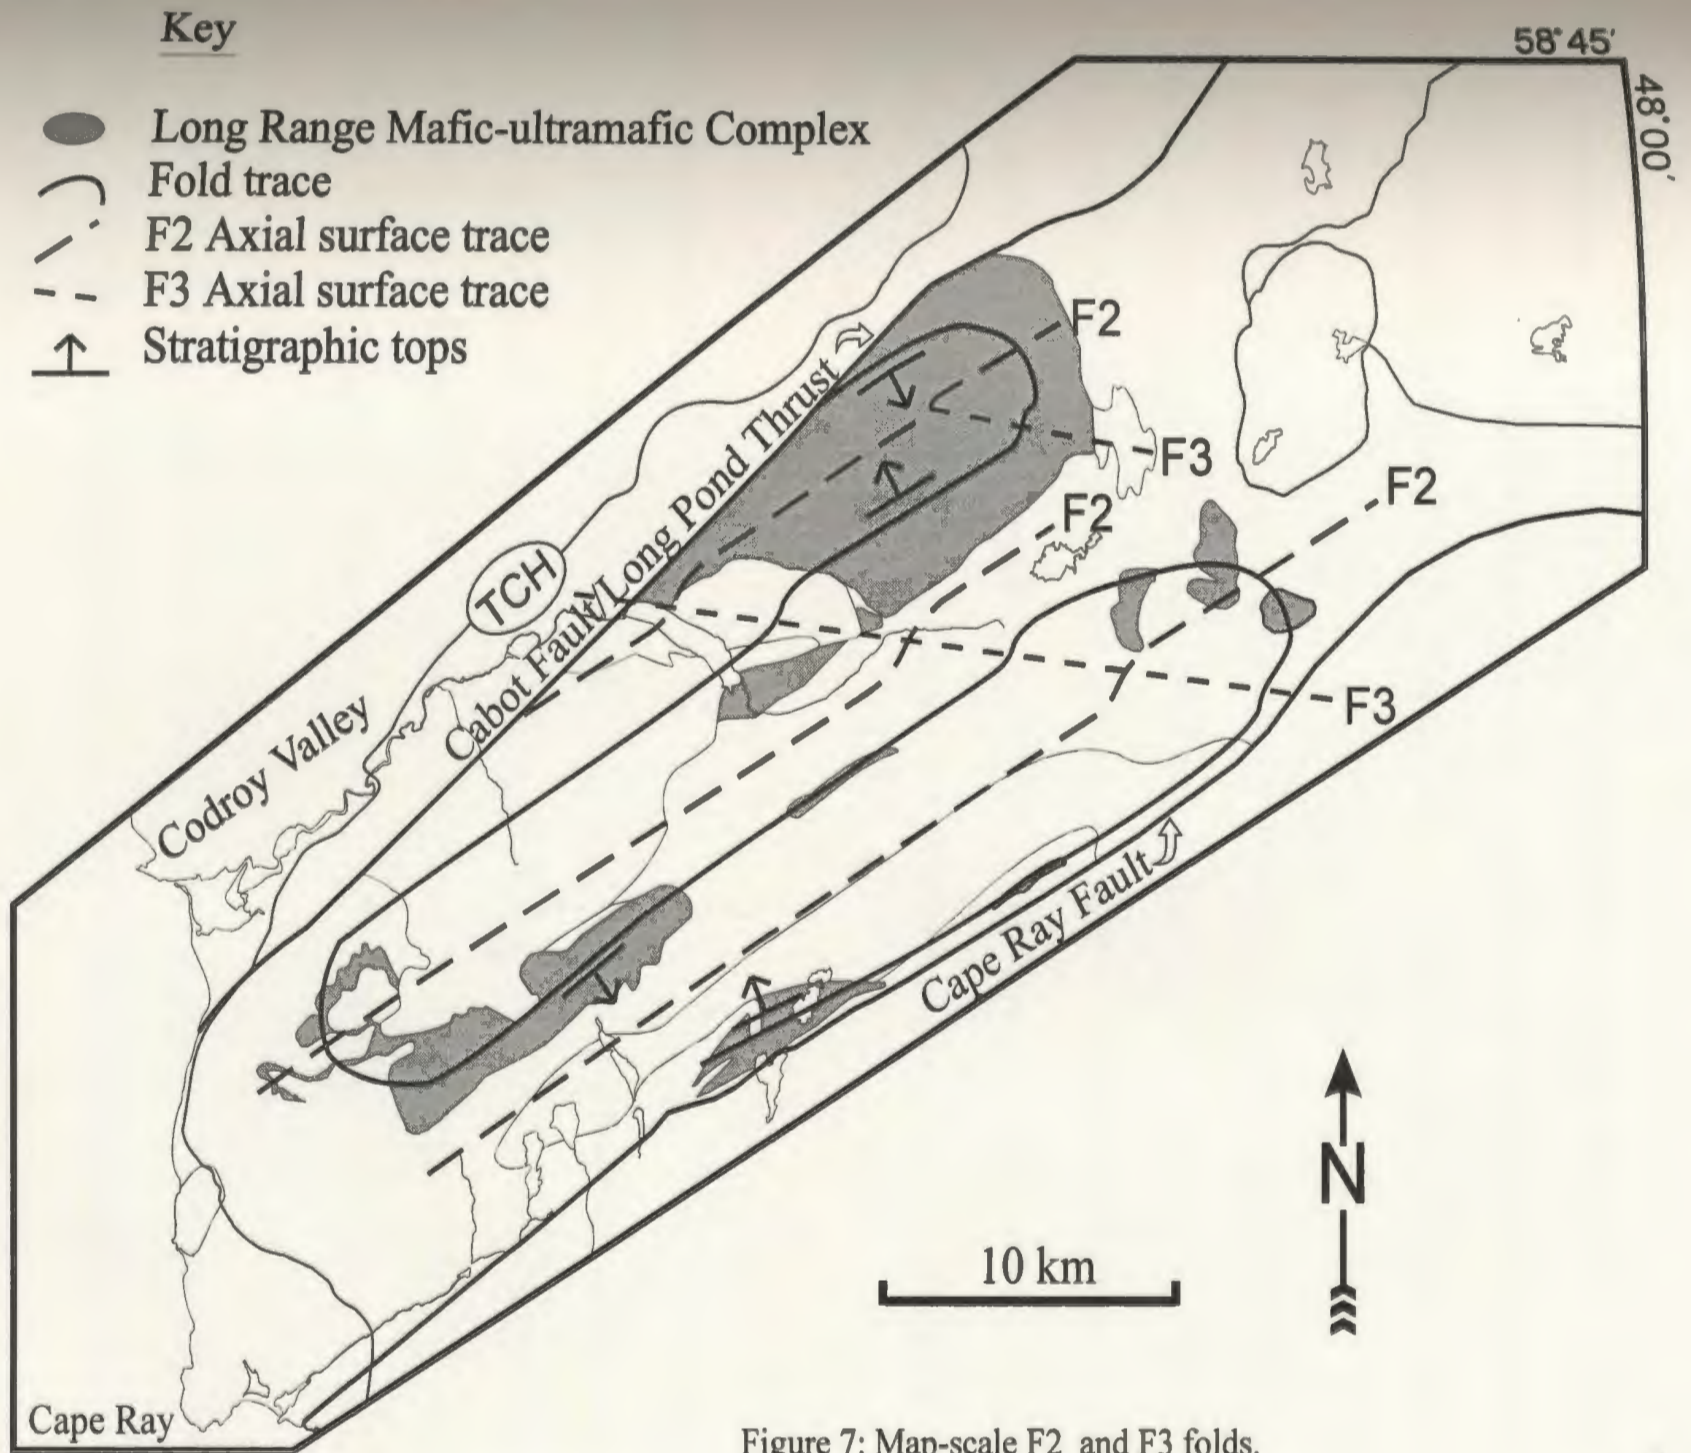 Key
58°45'
48°00'
Long Range Mafic-ultramafic Complex
Fold trace
F2 Axial surface trace
F3 Axial surface trace
Stratigraphic tops
F2
F3
F2
F2
F3
TCH
Cabot Fault/Long Pond Thrust
Codroy Valley
Cape Ray Fault
N
10 km
Cape Ray
Figure 7: Map-scale F2 and F3 folds.